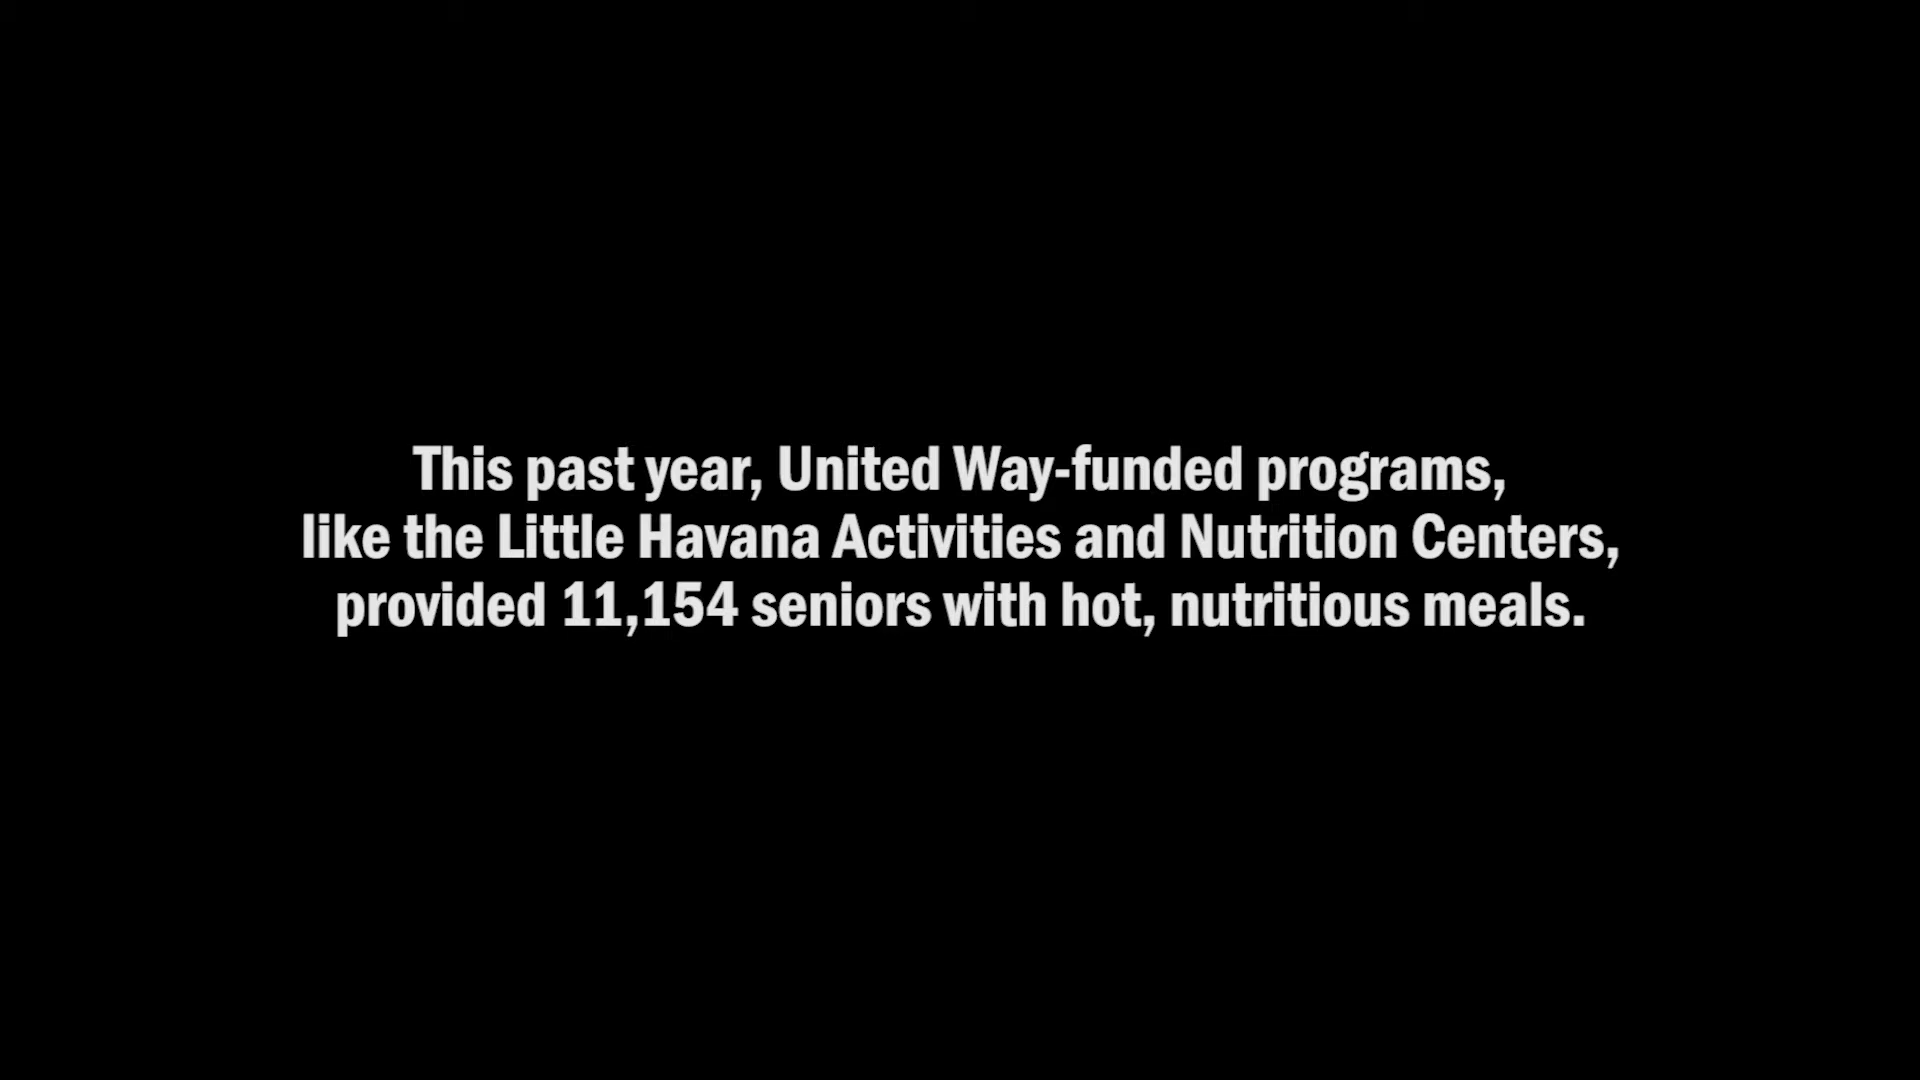 This past year, United Way-funded programs,
like the Little Havana Activities and Nutrition Centers,
provided 11,154 seniors with hot, nutritious meals.